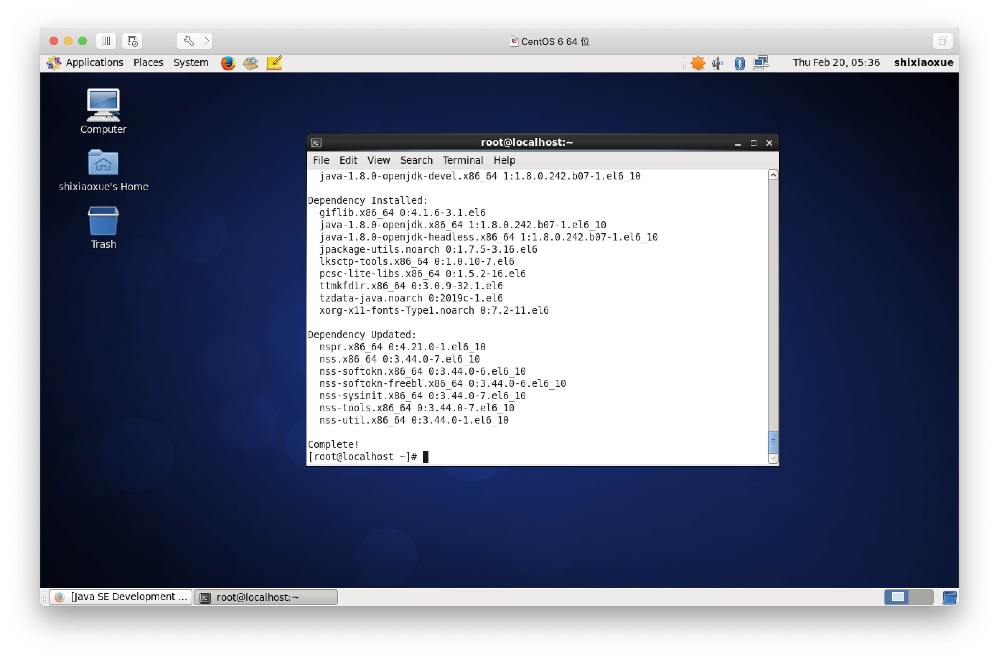 CentOS 6 64 位
Applications Places System
Thu Feb 20, 05:36 shixiaoxue
Computer
shixiaoxue's Home
Trash
root@localhost:~
File Edit View Search Terminal Help
java-1.8.0-openjdk-devel.x86_64 1:1.8.0.242.b07-1.el6_10
Dependency Installed:
giflib.x86_64 0:4.1.6-3.1.el6
java-1.8.0-openjdk.x86_64 1:1.8.0.242.b07-1.el6_10
java-1.8.0-openjdk-headless.x86_64 1:1.8.0.242.b07-1.el6_10
jpackage-utils.noarch 0:1.7.5-3.16.el6
lksctp-tools.x86_64 0:1.0.10-7.el6
pcsc-lite-libs.x86_64 0:1.5.2-16.el6
ttmkfdir.x86_64 0:3.0.9-32.1.el6
tzdata-java.noarch 0:2019c-1.el6
xorg-x11-fonts-Type1.noarch 0:7.2-11.el6
Dependency Updated:
nspr.x86_64 0:4.21.0-1.el6_10
nss.x86_64 0:3.44.0-7.el6_10
nss-softokn.x86_64 0:3.44.0-6.el6_10
nss-softokn-freebl.x86_64 0:3.44.0-6.el6_10
nss-sysinit.x86_64 0:3.44.0-7.el6_10
nss-tools.x86_64 0:3.44.0-7.el6_10
nss-util.x86_64 0:3.44.0-1.el6_10
Complete!
[root@localhost ~]#
[Java SE Development ...
root@localhost:~